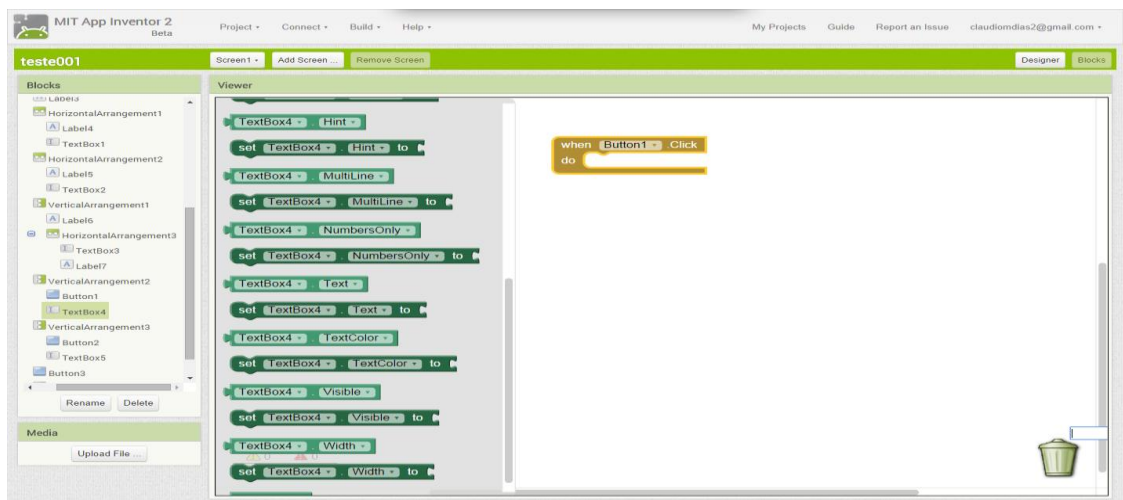 MIT App Inventor 2
Beta
Project Connect Build Help
My Projects Guide Report an Issue claudiomdias2@gmail.com
teste001
Screen1 Add Screen ... Remove Screen
Designer Blocks
Blocks
Viewer
Label3
HorizontalArrangement1
Label4
TextBox1
HorizontalArrangement2
Label5
TextBox2
VerticalArrangement1
Label6
HorizontalArrangement3
TextBox3
Label7
VerticalArrangement2
Button1
TextBox4
VerticalArrangement3
Button2
TextBox5
Button3
Rename Delete
Media
Upload File ...
TextBox4 . Hint
set TextBox4 . Hint to
TextBox4 . MultiLine
set TextBox4 . MultiLine to
TextBox4 . NumbersOnly
set TextBox4 . NumbersOnly to
TextBox4 . Text
set TextBox4 . Text to
TextBox4 . TextColor
set TextBox4 . TextColor to
TextBox4 . Visible
set TextBox4 . Visible to
TextBox4 . Width
0 0
set TextBox4 . Width to
when Button1 .Click
do